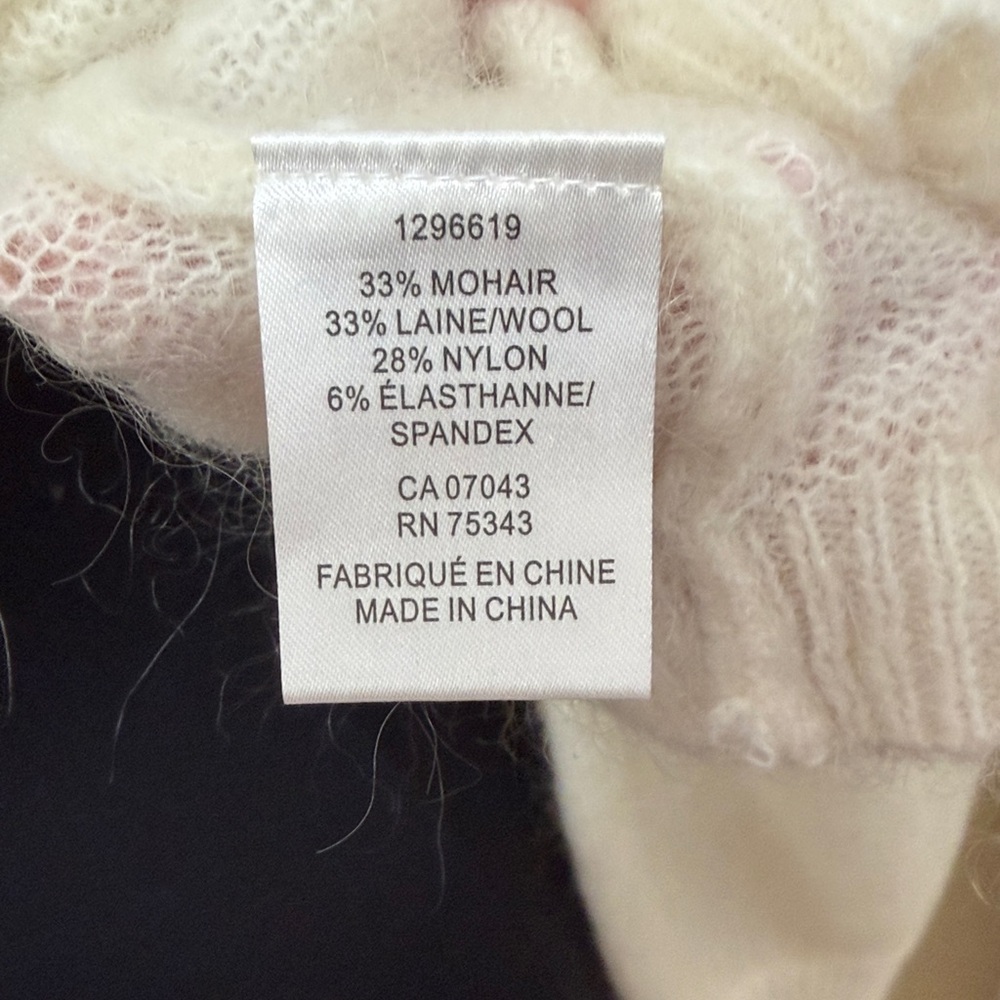 1296619
33% MOHAIR
33% LAINE/WOOL
28% NYLON
6% ÉLASTHANNE/
SPANDEX
CA 07043
RN 75343
FABRIQUÉ EN CHINE
MADE IN CHINA